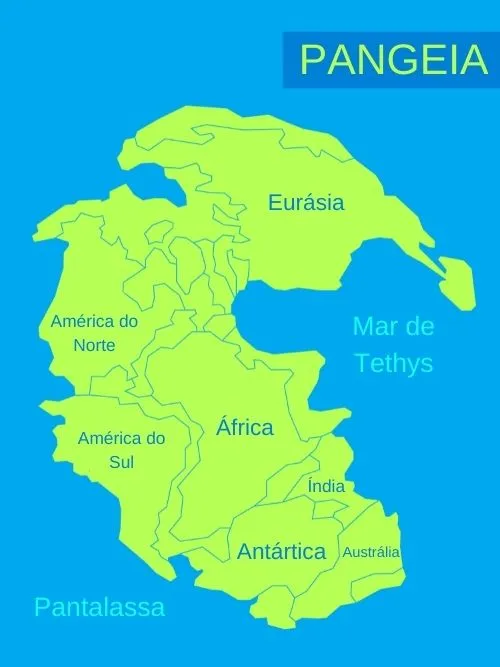 PANGEIA
Eurásia
América do
Norte
Mar de
Tethys
África
América do
Sul
Índia
Antártica
Austrália
Pantalassa